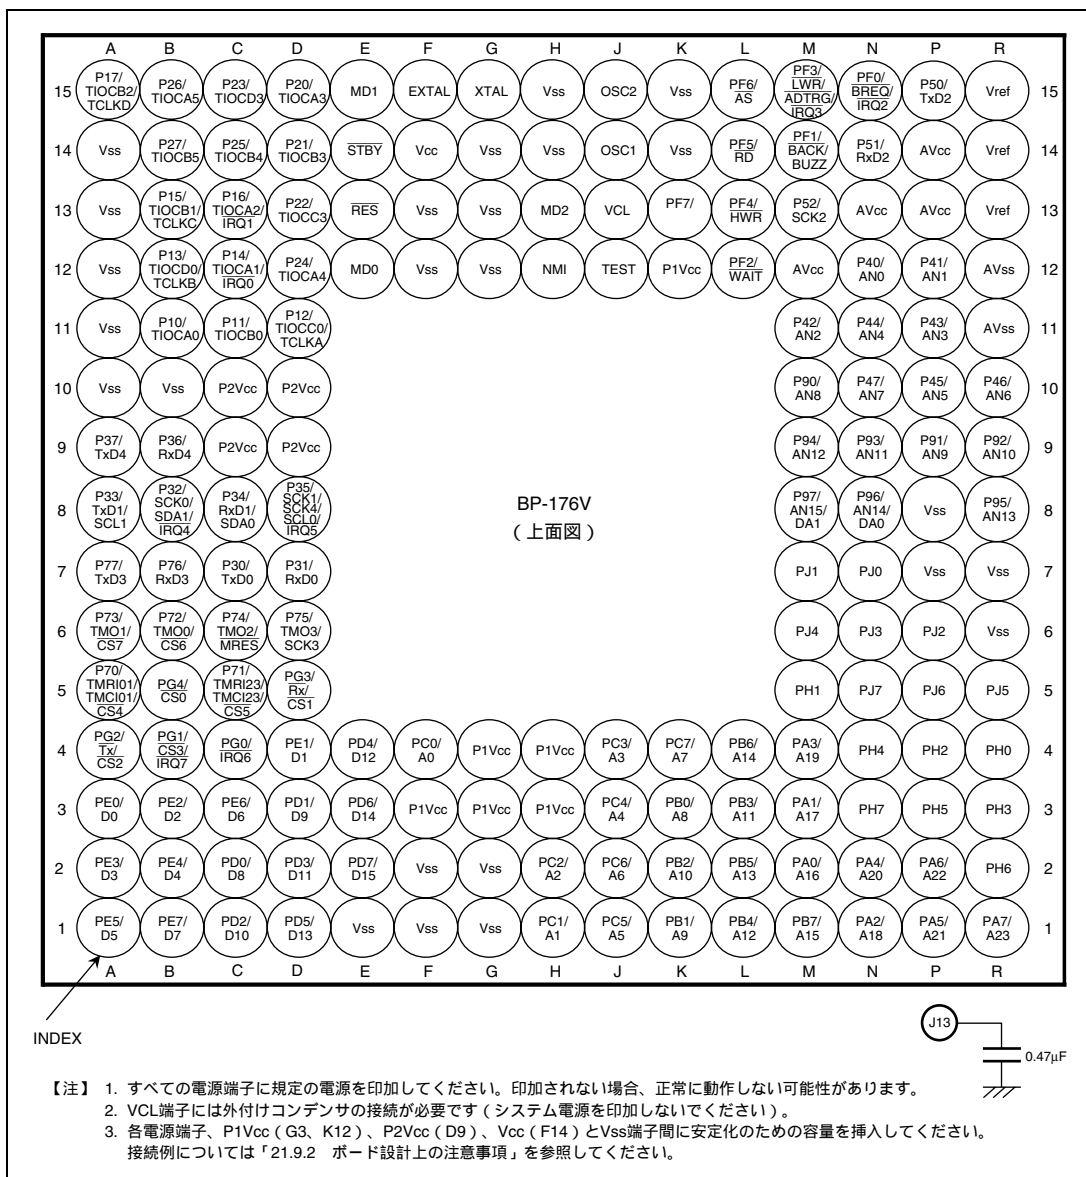 A B C D E F G H J K L M N P R
15 P17/TIOCB2/TCLKD P26/TIOCA5 P23/TIOCD3 P20/TIOCA3 MD1 EXTAL XTAL Vss OSC2 Vss PF6/AS PF3/LWR/ADTRG/IRQ3 PF0/BREQ/IRQ2 P50/TxD2 Vref 15
14 Vss P27/TIOCB5 P25/TIOCB4 P21/TIOCB3 STBY Vcc Vss Vss OSC1 Vss PF5/RD PF1/BACK/BUZZ P51/RxD2 AVcc Vref 14
13 Vss P15/TIOCB1/TCLKC P16/TIOCA2/IRQ1 P22/TIOCC3 RES Vss Vss MD2 VCL PF7/ PF4/HWR P52/SCK2 AVcc AVcc Vref 13
12 Vss P13/TIOCD0/TCLKB P14/TIOCA1/IRQ0 P24/TIOCA4 MD0 Vss Vss NMI TEST P1Vcc PF2/WAIT AVcc P40/AN0 P41/AN1 AVss 12
11 Vss P10/TIOCA0 P11/TIOCB0 P12/TIOCC0/TCLKA P42/AN2 P44/AN4 P43/AN3 AVss 11
10 Vss Vss P2Vcc P2Vcc P90/AN8 P47/AN7 P45/AN5 P46/AN6 10
9 P37/TxD4 P36/RxD4 P2Vcc P2Vcc P94/AN12 P93/AN11 P91/AN9 P92/AN10 9
8 P33/TxD1/SCL1 P32/SCK0/SDA1/IRQ4 P34/RxD1/SDA0 P35/SCK1/SCK4/SCL0/IRQ5 P97/AN15/DA1 P96/AN14/DA0 Vss P95/AN13 8
BP-176V
(上面図)
7 P77/TxD3 P76/RxD3 P30/TxD0 P31/RxD0 PJ1 PJ0 Vss Vss 7
6 P73/TMO1/CS7 P72/TMO0/CS6 P74/TMO2/MRES P75/TMO3/SCK3 PJ4 PJ3 PJ2 Vss 6
5 P70/TMRI01/TMCI01/CS4 PG4/CS0 P71/TMRI23/TMCI23/CS5 PG3/Rx/CS1 PH1 PJ7 PJ6 PJ5 5
4 PG2/Tx/CS2 PG1/CS3/IRQ7 PG0/IRQ6 PE1/D1 PD4/D12 PC0/A0 P1Vcc P1Vcc PC3/A3 PC7/A7 PB6/A14 PA3/A19 PH4 PH2 PH0 4
3 PE0/D0 PE2/D2 PE6/D6 PD1/D9 PD6/D14 P1Vcc P1Vcc P1Vcc PC4/A4 PB0/A8 PB3/A11 PA1/A17 PH7 PH5 PH3 3
2 PE3/D3 PE4/D4 PD0/D8 PD3/D11 PD7/D15 Vss Vss PC2/A2 PC6/A6 PB2/A10 PB5/A13 PA0/A16 PA4/A20 PA6/A22 PH6 2
1 PE5/D5 PE7/D7 PD2/D10 PD5/D13 Vss Vss Vss PC1/A1 PC5/A5 PB1/A9 PB4/A12 PB7/A15 PA2/A18 PA5/A21 PA7/A23 1
A B C D E F G H J K L M N P R
INDEX
J13
0.47μF
【注】 1. すべての電源端子に規定の電源を印加してください。印加されない場合、正常に動作しない可能性があります。
2. VCL端子には外付けコンデンサの接続が必要です(システム電源を印加しないでください)。
3. 各電源端子、P1Vcc(G3、K12)、P2Vcc(D9)、Vcc(F14)とVss端子間に安定化のための容量を挿入してください。
接続例については「21.9.2 ボード設計上の注意事項」を参照してください。